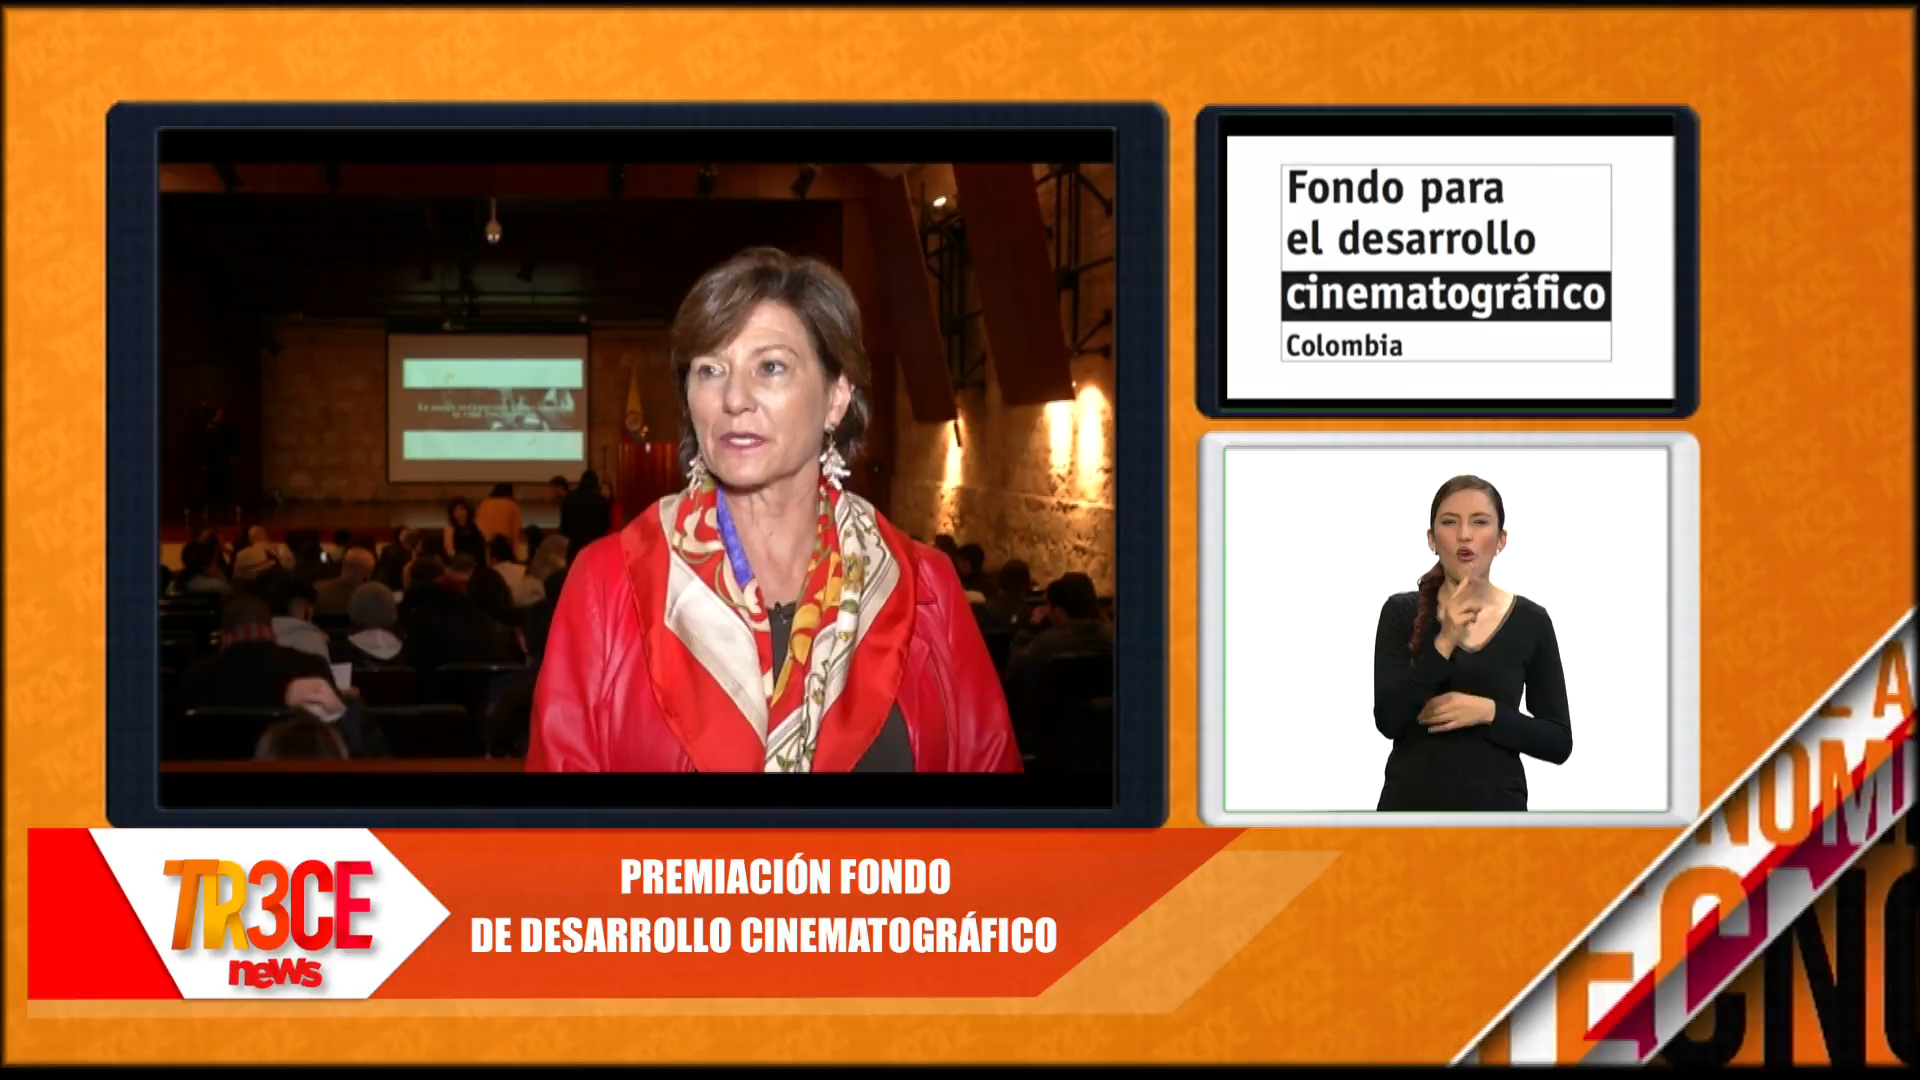 Fondo para
el desarrollo
cinematográfico
Colombia
TR3CE
news
PREMIACIÓN FONDO
DE DESARROLLO CINEMATOGRÁFICO